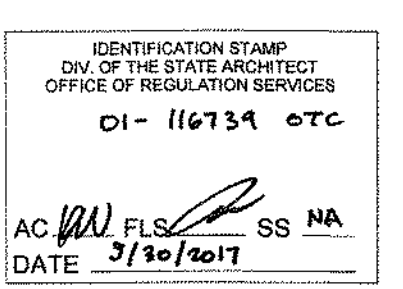 IDENTIFICATION STAMP
DIV. OF THE STATE ARCHITECT
OFFICE OF REGULATION SERVICES
01- 116739 OTC
AC FLS SS NA
DATE 3/30/2017